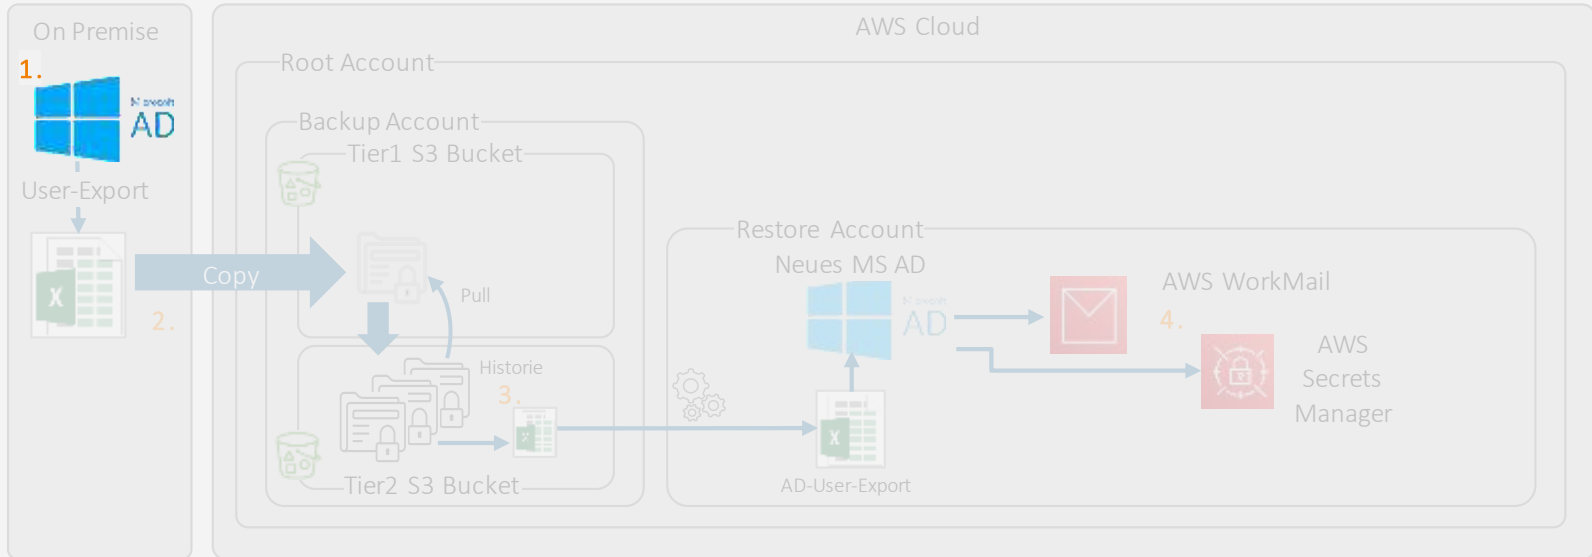 On Premise
AWS Cloud
1.
Root Account
Microsoft
AD
Backup Account
Tier1 S3 Bucket
User-Export
Restore Account
Neues MS AD
Copy
Pull
AWS WorkMail
2.
Microsoft
AD
4.
Historie
3.
AWS
Secrets
Manager
X
X
X
Tier2 S3 Bucket
AD-User-Export